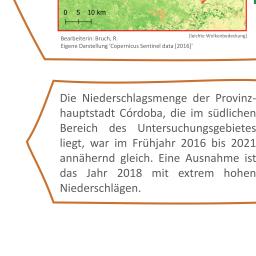 0 5 10 km
(leichte Wolkenbedeckung)
Bearbeiterin: Bruch, R.
Eigene Darstellung 'Copernicus Sentinel data [2016]'
Die Niederschlagsmenge der Provinz-
hauptstadt Córdoba, die im südlichen
Bereich des Untersuchungsgebietes
liegt, war im Frühjahr 2016 bis 2021
annähernd gleich. Eine Ausnahme ist
das Jahr 2018 mit extrem hohen
Niederschlägen.